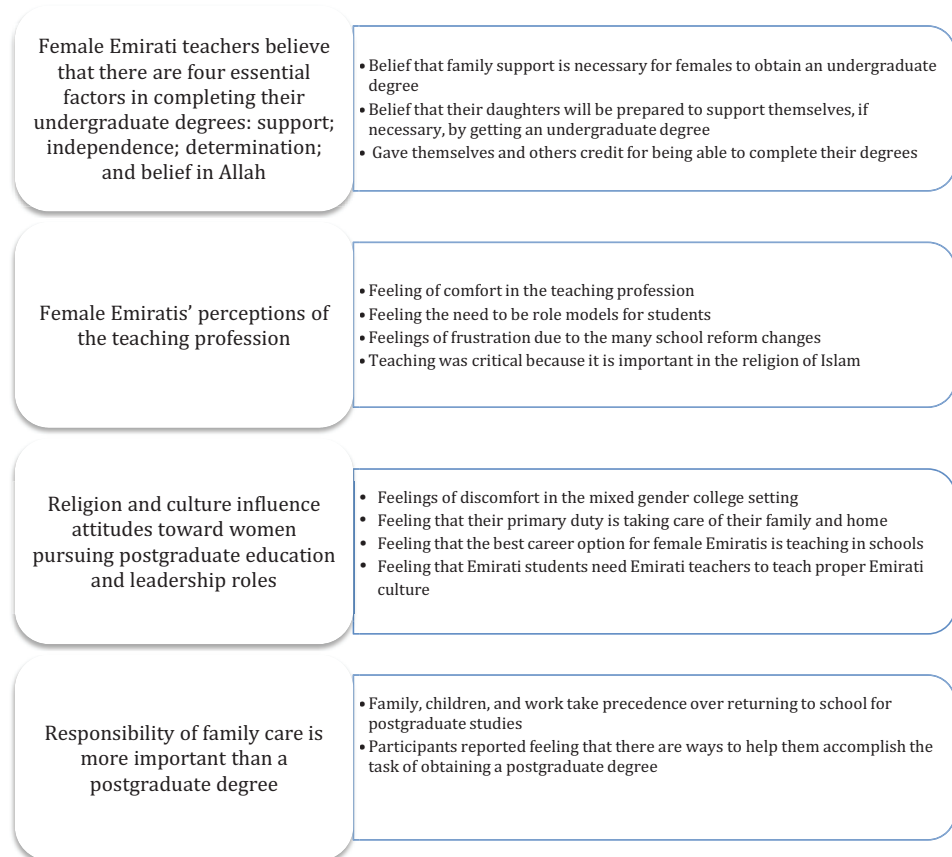 Female Emirati teachers believe
that there are four essential
factors in completing their
undergraduate degrees: support;
independence; determination;
and belief in Allah
• Belief that family support is necessary for females to obtain an undergraduate
degree
• Belief that their daughters will be prepared to support themselves, if
necessary, by getting an undergraduate degree
• Gave themselves and others credit for being able to complete their degrees
Female Emiratis’ perceptions of
the teaching profession
• Feeling of comfort in the teaching profession
• Feeling the need to be role models for students
• Feelings of frustration due to the many school reform changes
• Teaching was critical because it is important in the religion of Islam
Religion and culture influence
attitudes toward women
pursuing postgraduate education
and leadership roles
• Feelings of discomfort in the mixed gender college setting
• Feeling that their primary duty is taking care of their family and home
• Feeling that the best career option for female Emiratis is teaching in schools
• Feeling that Emirati students need Emirati teachers to teach proper Emirati
culture
Responsibility of family care is
more important than a
postgraduate degree
• Family, children, and work take precedence over returning to school for
postgraduate studies
• Participants reported feeling that there are ways to help them accomplish the
task of obtaining a postgraduate degree